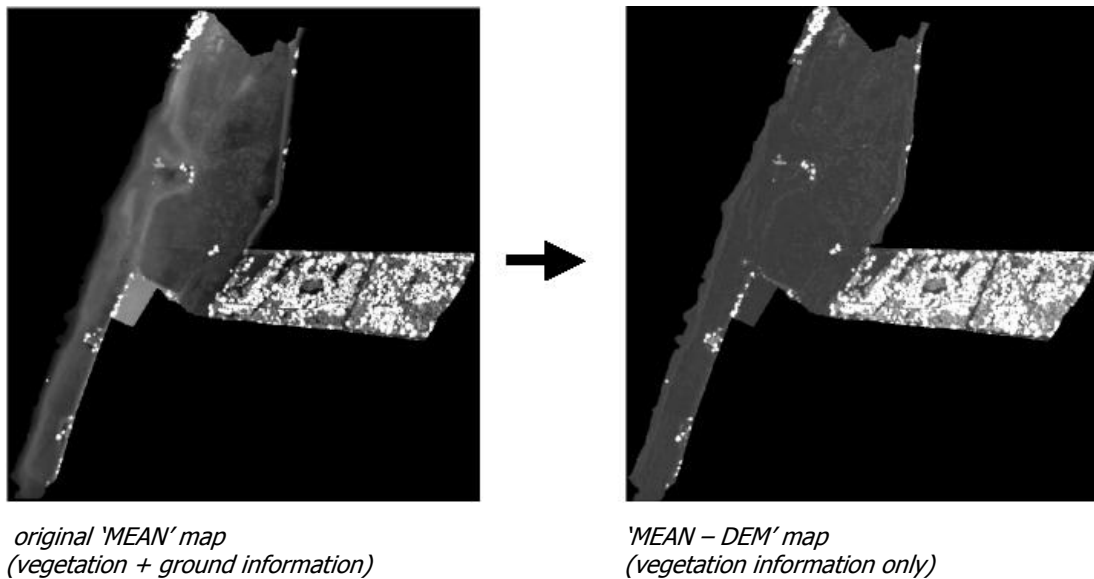 original ‘MEAN’ map
(vegetation + ground information)
‘MEAN – DEM’ map
(vegetation information only)